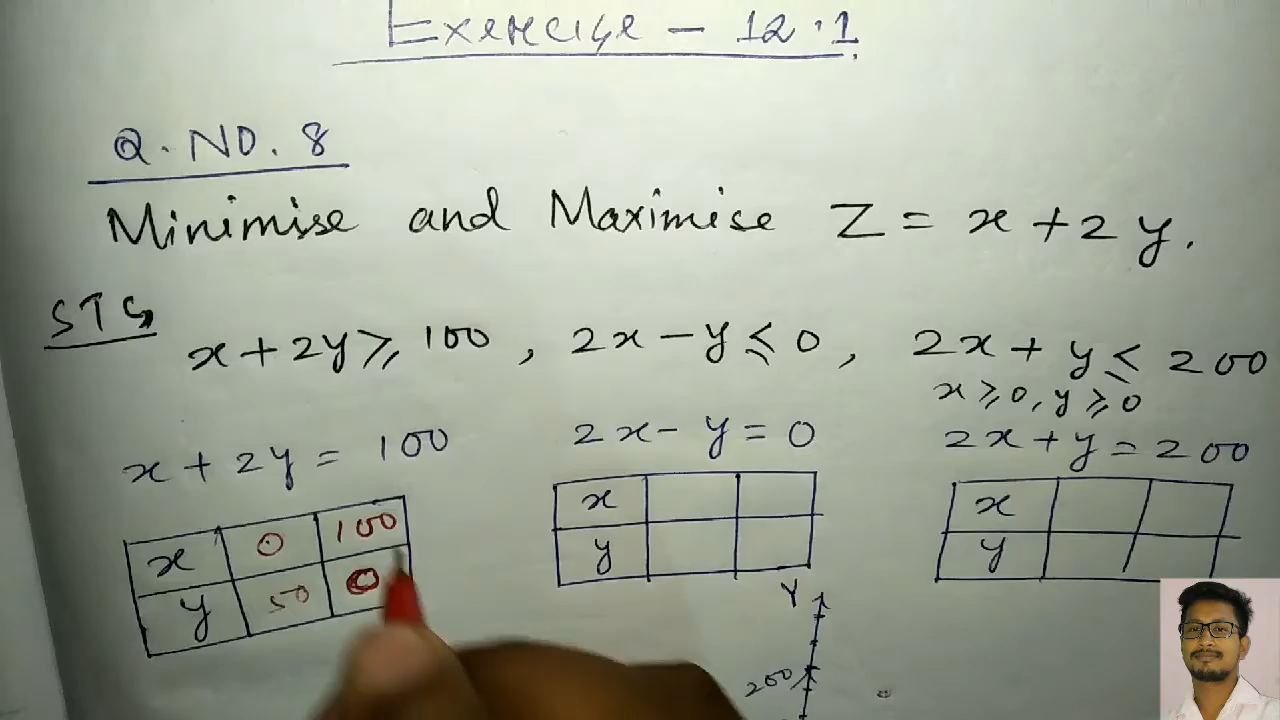 Exercise - 12.1
Q. NO. 8
Minimise and Maximise Z = x + 2y.
STC
x + 2y ≥ 100, 2x - y ≤ 0, 2x + y ≤ 200
x ≥ 0, y ≥ 0
x + 2y = 100 2x - y = 0 2x + y = 200
x 0 100
y 50 0
x
y
x
y
Y
200